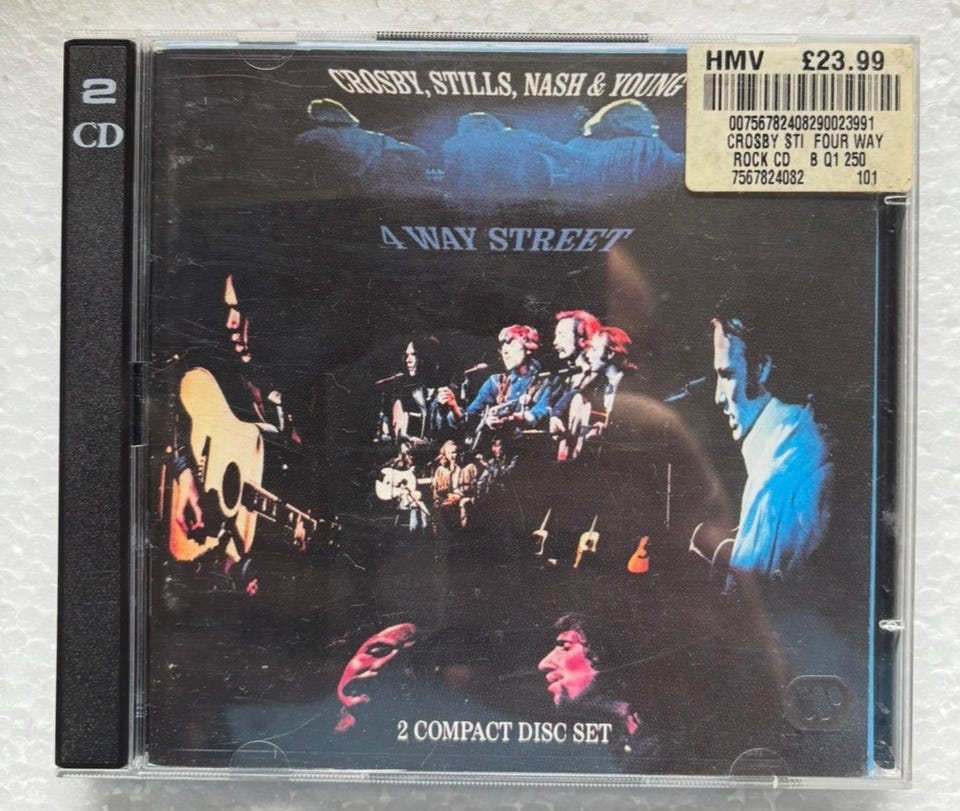 2
CD
CROSBY, STILLS, NASH & YOUNG
4 WAY STREET
2 COMPACT DISC SET
HMV £23.99
00756782408290023991
CROSBY STI FOUR WAY
ROCK CD B Q1 250
7567824082 101